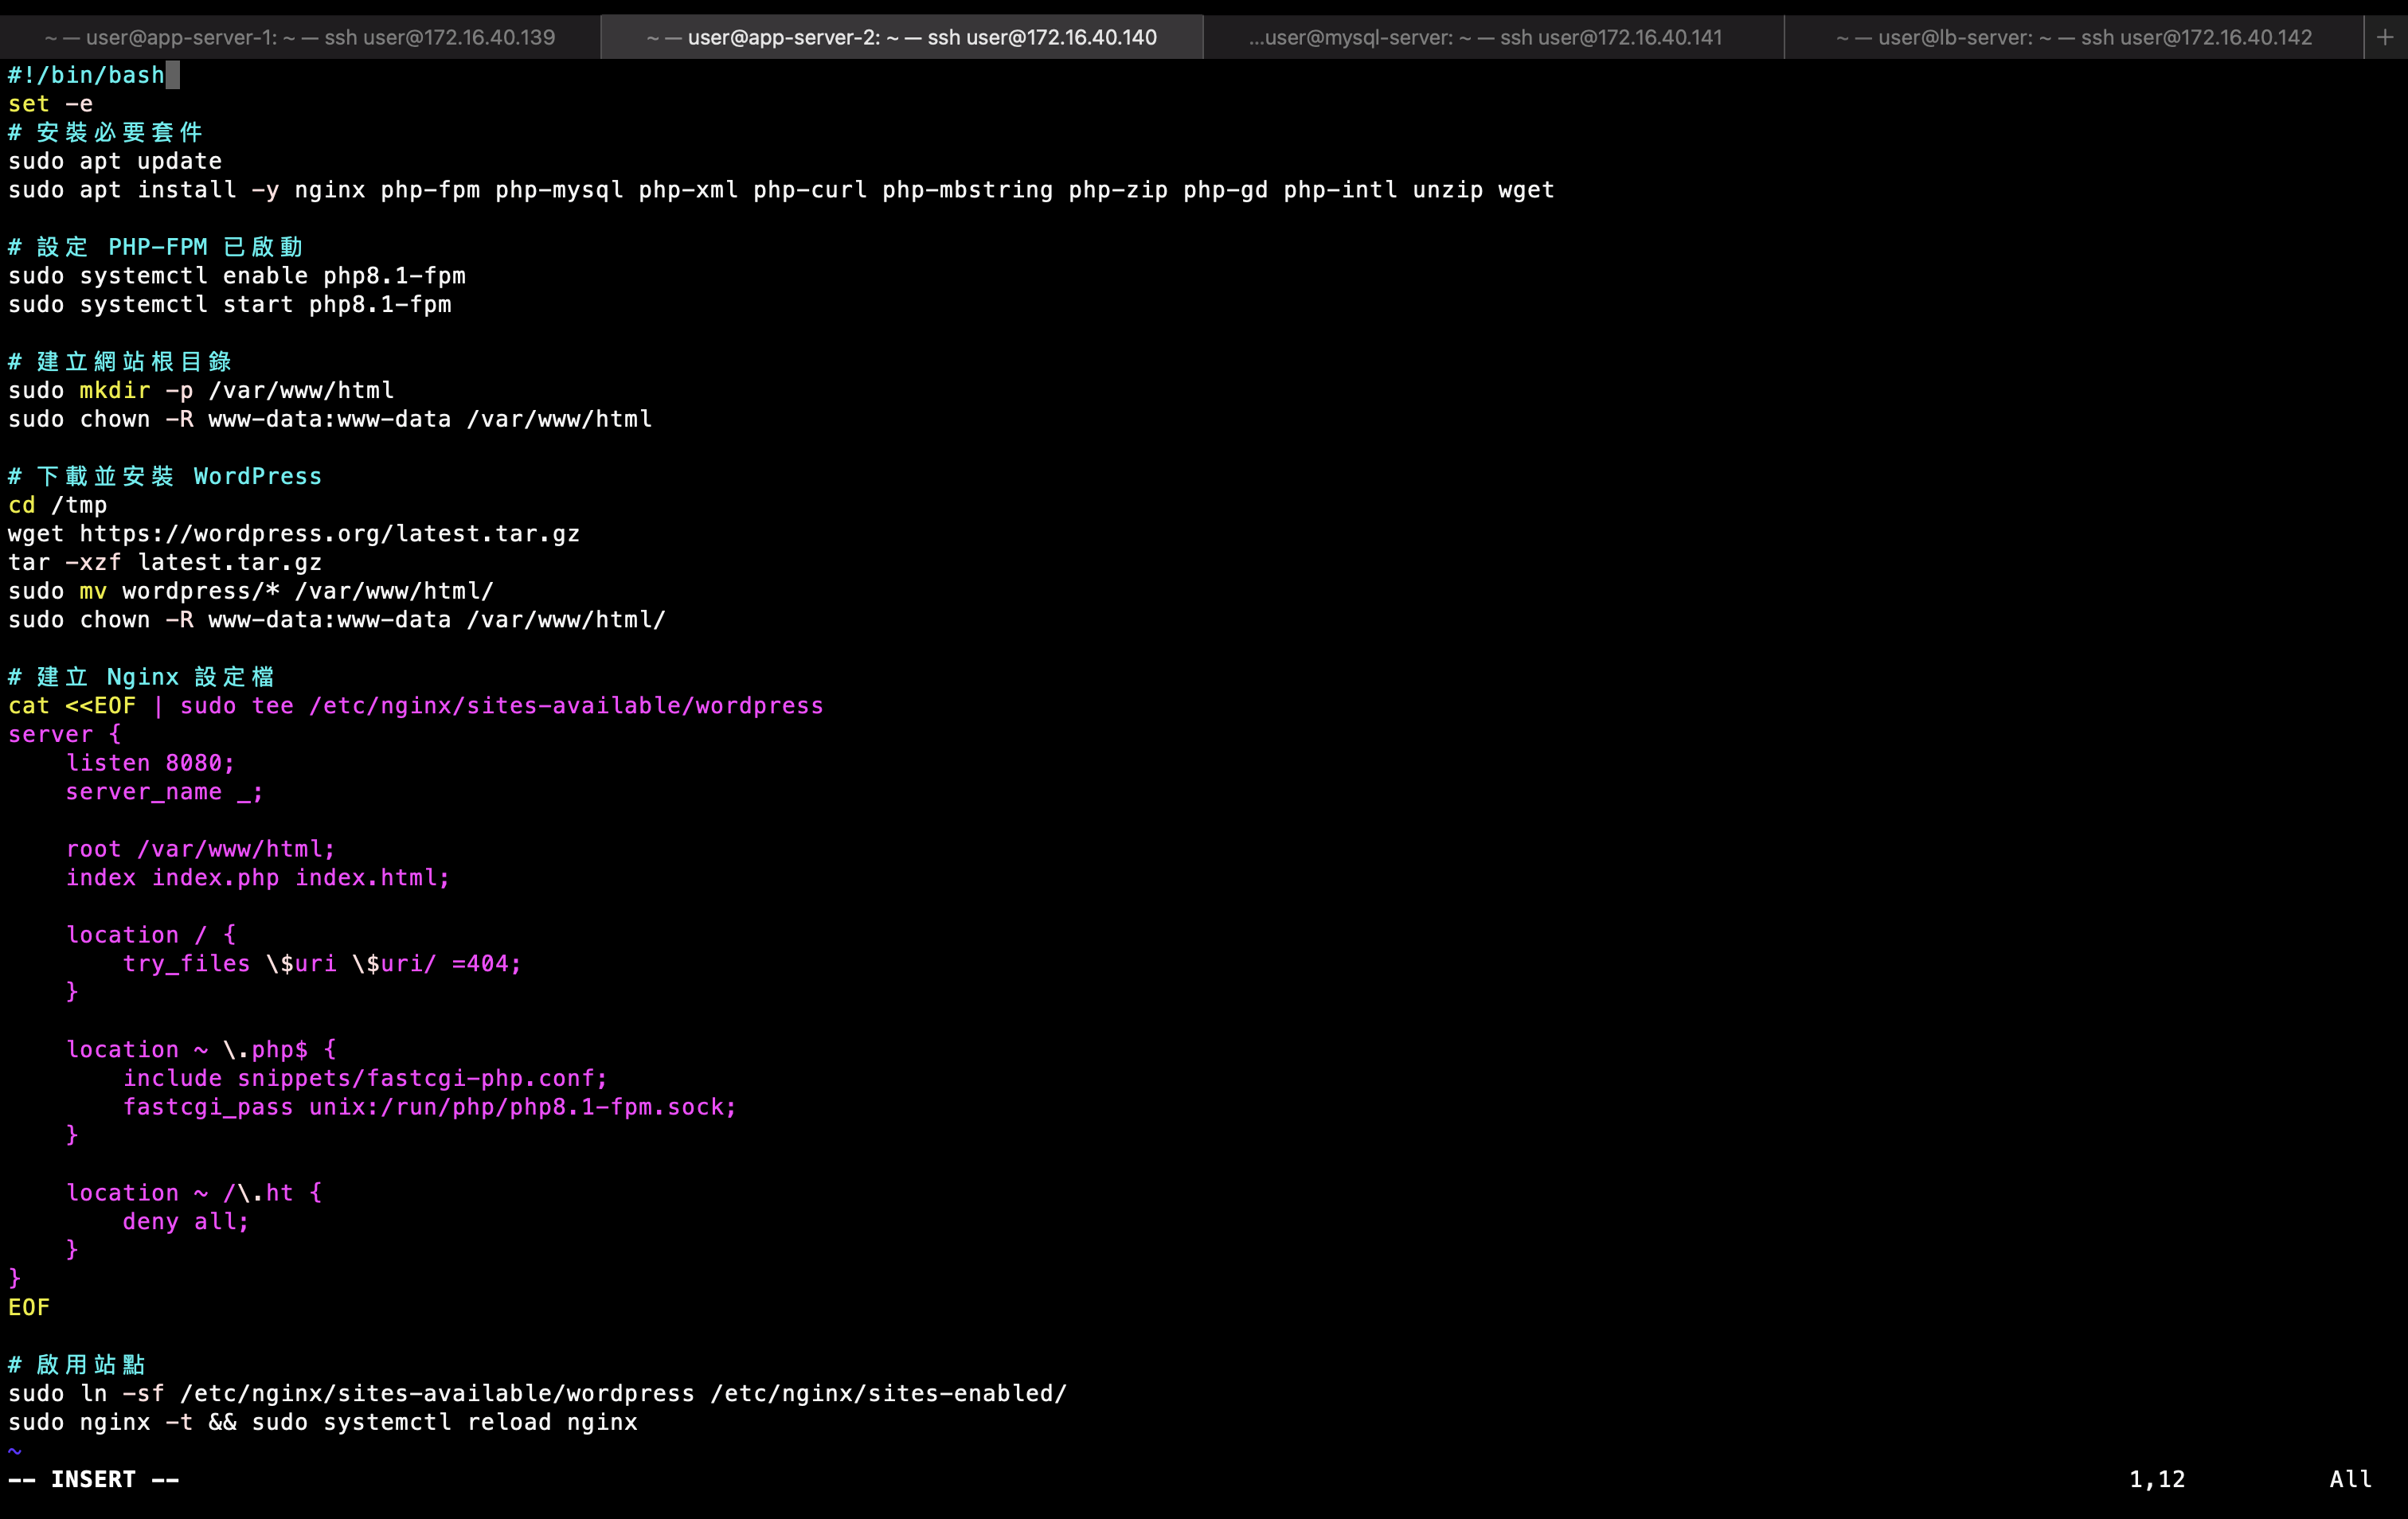 ~ — user@app-server-1: ~ — ssh user@172.16.40.139
~ — user@app-server-2: ~ — ssh user@172.16.40.140
...user@mysql-server: ~ — ssh user@172.16.40.141
~ — user@lb-server: ~ — ssh user@172.16.40.142
+
#!/bin/bash
set -e
# 安裝必要套件
sudo apt update
sudo apt install -y nginx php-fpm php-mysql php-xml php-curl php-mbstring php-zip php-gd php-intl unzip wget

# 設定 PHP-FPM 已啟動
sudo systemctl enable php8.1-fpm
sudo systemctl start php8.1-fpm

# 建立網站根目錄
sudo mkdir -p /var/www/html
sudo chown -R www-data:www-data /var/www/html

# 下載並安裝 WordPress
cd /tmp
wget https://wordpress.org/latest.tar.gz
tar -xzf latest.tar.gz
sudo mv wordpress/* /var/www/html/
sudo chown -R www-data:www-data /var/www/html/

# 建立 Nginx 設定檔
cat <<EOF | sudo tee /etc/nginx/sites-available/wordpress
server {
    listen 8080;
    server_name _;

    root /var/www/html;
    index index.php index.html;

    location / {
        try_files \$uri \$uri/ =404;
    }

    location ~ \.php$ {
        include snippets/fastcgi-php.conf;
        fastcgi_pass unix:/run/php/php8.1-fpm.sock;
    }

    location ~ /\.ht {
        deny all;
    }
}
EOF

# 啟用站點
sudo ln -sf /etc/nginx/sites-available/wordpress /etc/nginx/sites-enabled/
sudo nginx -t && sudo systemctl reload nginx
~
-- INSERT --
1,12
All